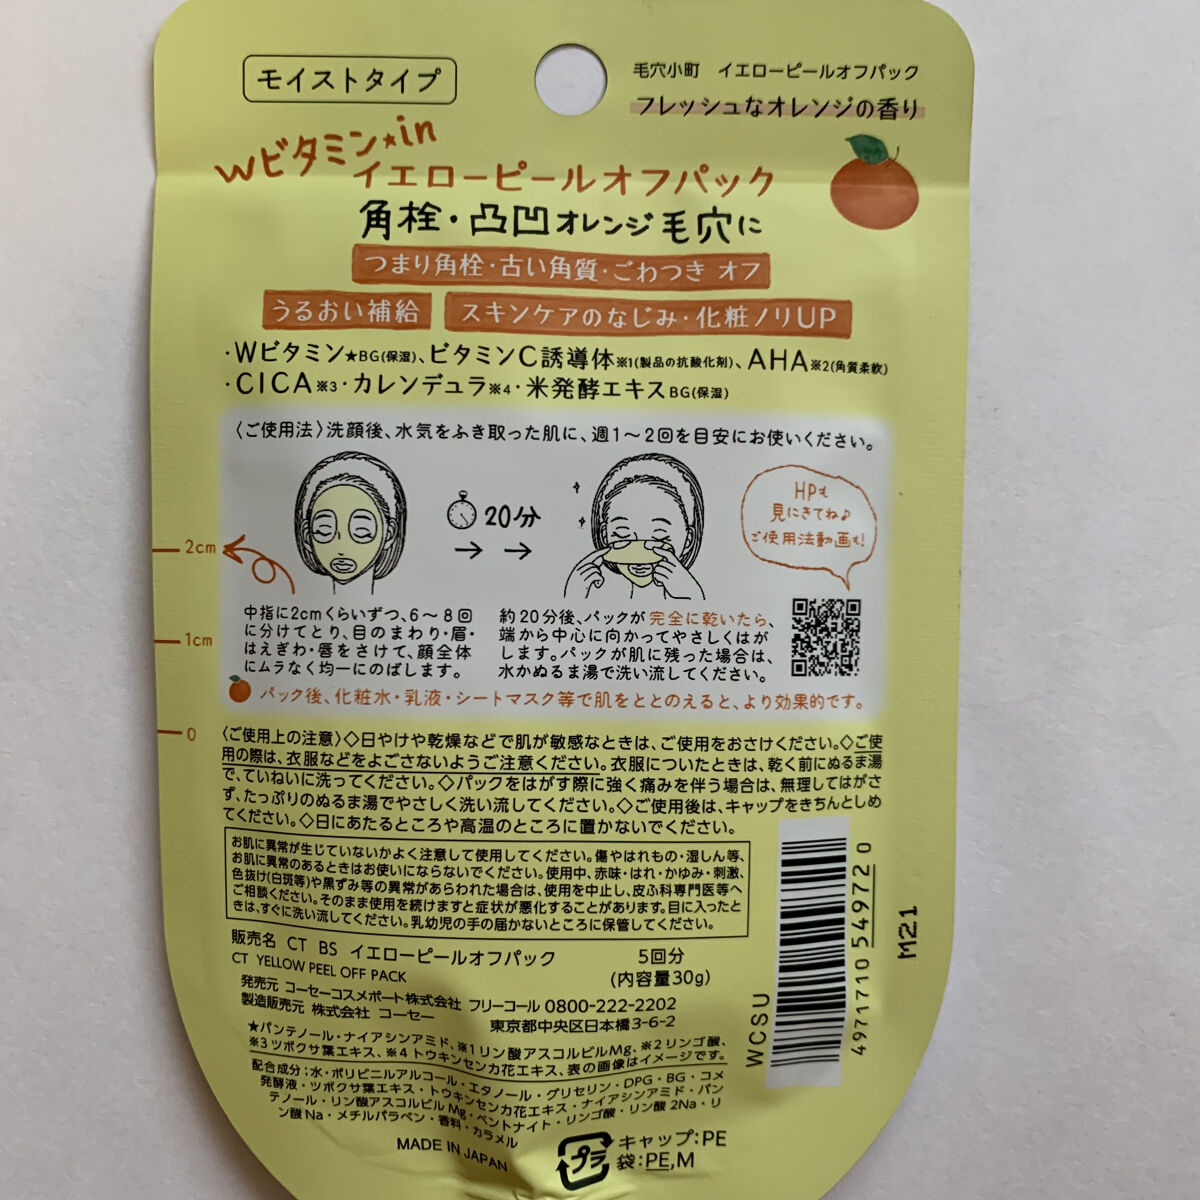 モイストタイプ
毛穴小町　イエローピールオフパック
フレッシュなオレンジの香り
Wビタミン★in
イエローピールオフパック
角栓・凸凹オレンジ毛穴に
つまり角栓・古い角質・ごわつき オフ
うるおい補給　スキンケアのなじみ・化粧ノリUP
・Wビタミン★BG(保湿)、ビタミンC誘導体※1(製品の抗酸化剤)、AHA※2(角質柔軟)
・CICA※3・カレンデュラ※4・米発酵エキスBG(保湿)
〈ご使用法〉洗顔後、水気をふき取った肌に、週1〜2回を目安にお使いください。
HPも
見にきてね♪
ご使用法動画も!
20分
→ →
2cm
1cm
0
中指に2cmくらいずつ、6〜8回
に分けてとり、目のまわり・眉・
はえぎわ・唇をさけて、顔全体
にムラなく均一にのばします。
約20分後、パックが完全に乾いたら、
端から中心に向かってやさしくはが
します。パックが肌に残った場合は、
水かぬるま湯で洗い流してください。
パック後、化粧水・乳液・シートマスク等で肌をととのえると、より効果的です。
〈ご使用上の注意〉◇日やけや乾燥などで肌が敏感なときは、ご使用をおさけください。◇ご使
用の際は、衣服などをよごさないようご注意ください。衣服についたときは、乾く前にぬるま湯
で、ていねいに洗ってください。◇パックをはがす際に強く痛みを伴う場合は、無理してはがさ
ず、たっぷりのぬるま湯でやさしく洗い流してください。◇ご使用後は、キャップをきちんとしめ
てください。◇日にあたるところや高温のところに置かないでください。
お肌に異常が生じていないかよく注意して使用してください。傷やはれもの・湿しん等、
お肌に異常のあるときはお使いにならないでください。使用中、赤味・はれ・かゆみ・刺激、
色抜け(白斑等)や黒ずみ等の異常があらわれた場合は、使用を中止し、皮ふ科専門医等へ
ご相談ください。そのまま使用を続けますと症状が悪化することがあります。目に入ったと
きは、すぐに洗い流してください。乳幼児の手の届かないところに保管してください。
販売名 CT BS イエローピールオフパック
CT YELLOW PEEL OFF PACK
5回分
(内容量30g)
発売元 コーセーコスメポート株式会社 フリーコール 0800-222-2202
製造販売元 株式会社 コーセー 東京都中央区日本橋3-6-2
★パンテノール・ナイアシンアミド、※1リン酸アスコルビルMg、※2リンゴ酸、
※3ツボクサ葉エキス、※4トウキンセンカ花エキス、表の画像はイメージです。
配合成分：水・ポリビニルアルコール・エタノール・グリセリン・DPG・BG・コメ
発酵液・ツボクサ葉エキス・トウキンセンカ花エキス・ナイアシンアミド・パン
テノール・リン酸アスコルビルMg・ベントナイト・リンゴ酸・リン酸2Na・リ
ン酸Na・メチルパラベン・香料・カラメル
MADE IN JAPAN
プラ
キャップ：PE
袋：PE,M
WCSU
4971710549720
M21